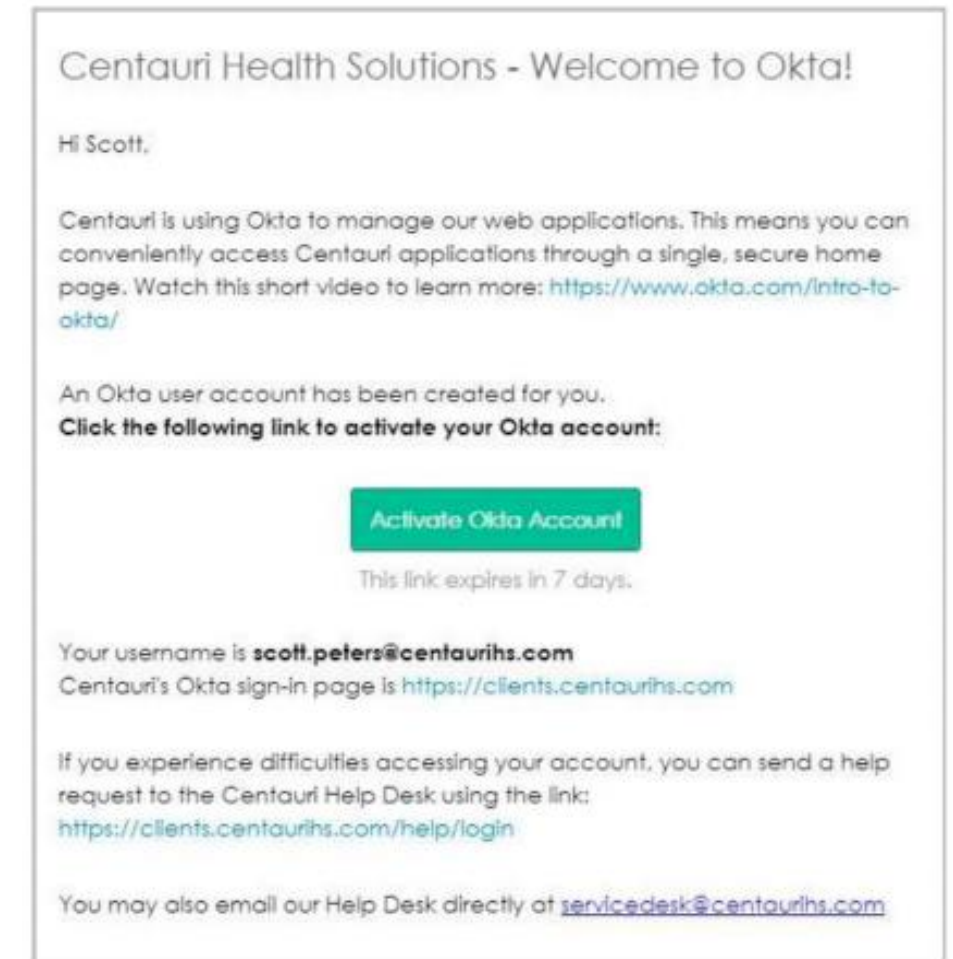 Centauri Health Solutions - Welcome to Okta!
Hi Scott,
Centauri is using Okta to manage our web applications. This means you can
conveniently access Centauri applications through a single, secure home
page. Watch this short video to learn more: https://www.okta.com/intro-to-
okta/
An Okta user account has been created for you.
Click the following link to activate your Okta account:
Activate Okta Account
This link expires in 7 days.
Your username is scott.peters@centaurihs.com
Centauri's Okta sign-in page is https://clients.centaurihs.com
If you experience difficulties accessing your account, you can send a help
request to the Centauri Help Desk using the link:
https://clients.centaurihs.com/help/login
You may also email our Help Desk directly at servicedesk@centaurihs.com